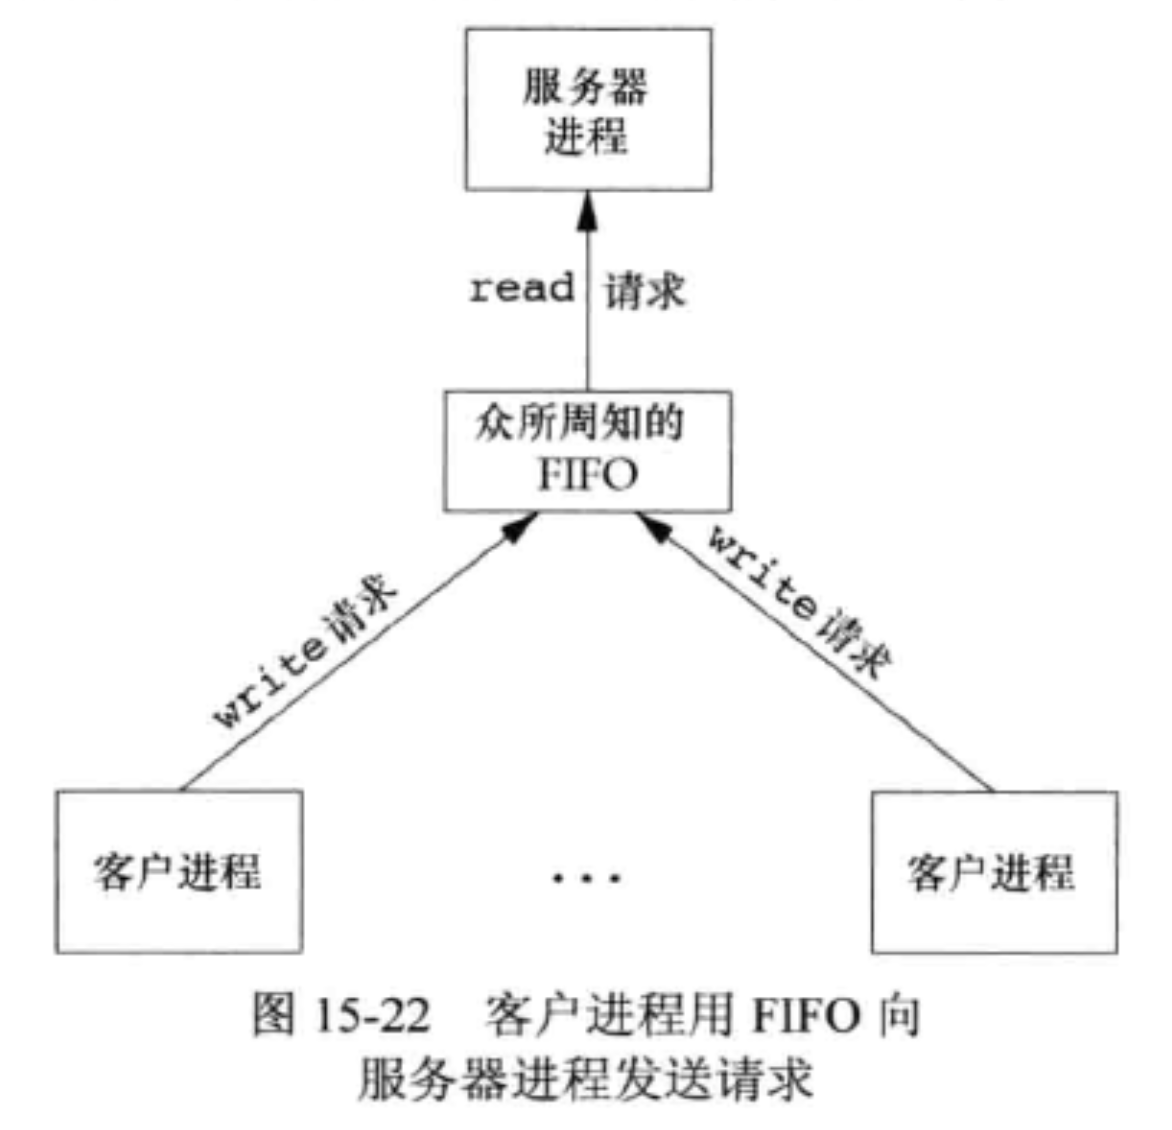 服务器
进程
read 请求
众所周知的
FIFO
write请求
write请求
客户进程
...
客户进程
图 15-22 客户进程用 FIFO 向
服务器进程发送请求